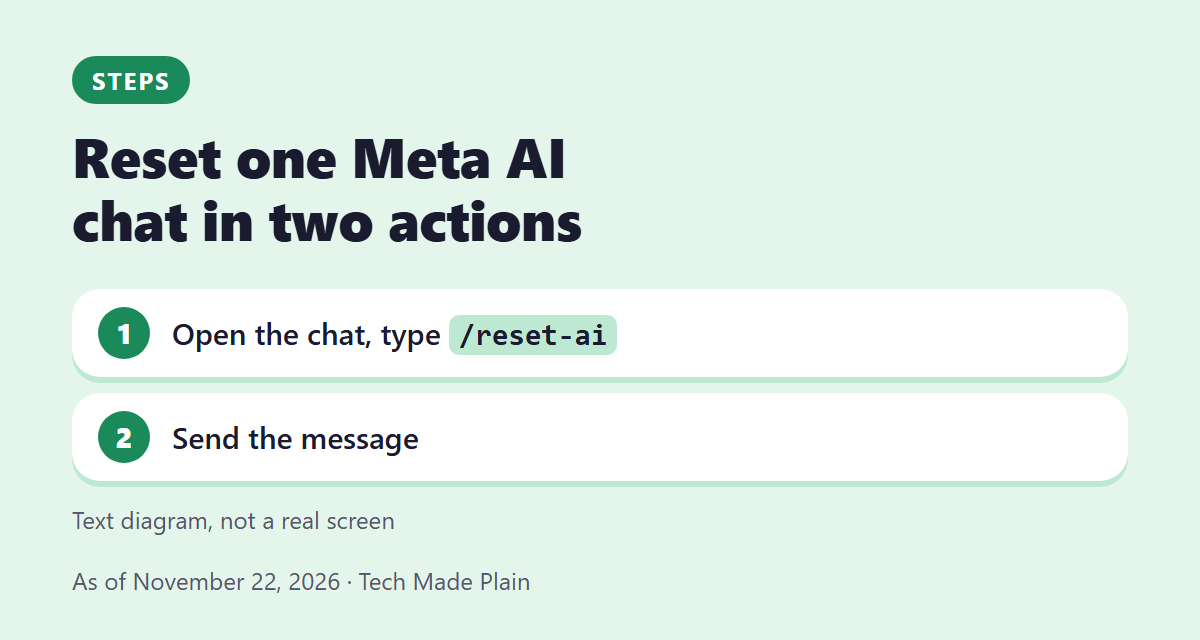 STEPS
Reset one Meta AI
chat in two actions
1 Open the chat, type /reset-ai
2 Send the message
Text diagram, not a real screen
As of November 22, 2026 · Tech Made Plain